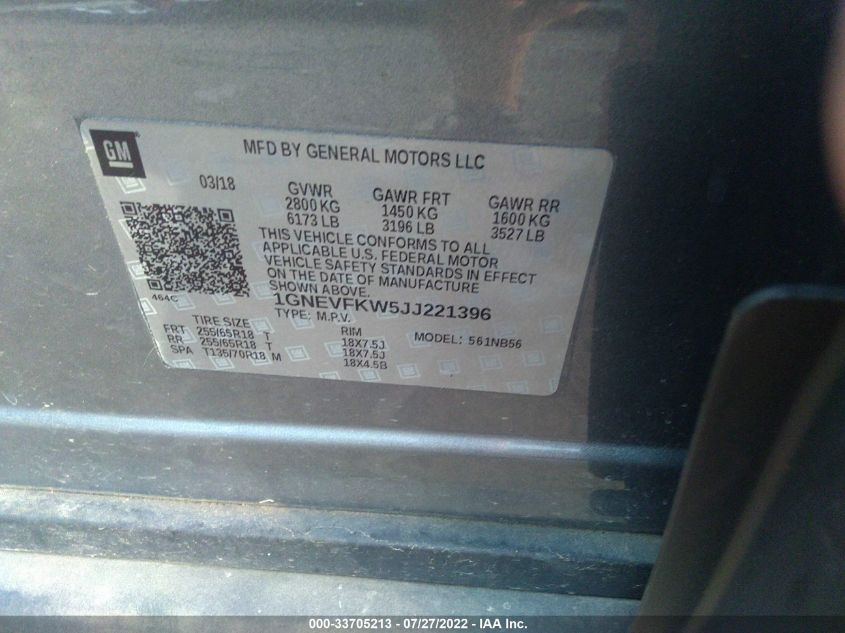 GM
MFD BY GENERAL MOTORS LLC
03/18
GVWR GAWR FRT GAWR RR
2800 KG 1450 KG 1600 KG
6173 LB 3196 LB 3527 LB
THIS VEHICLE CONFORMS TO ALL
APPLICABLE U.S. FEDERAL MOTOR
VEHICLE SAFETY STANDARDS IN EFFECT
ON THE DATE OF MANUFACTURE
SHOWN ABOVE.
464C
1GNEVFKW5JJ221396
TYPE: M.P.V.
TIRE SIZE RIM MODEL: 561NB56
FRT 255/65R18 T 18X7.5J
RR 255/65R18 T 18X7.5J
SPA T135/70R18 M 18X4.5B
000-33705213 - 07/27/2022 - IAA Inc.